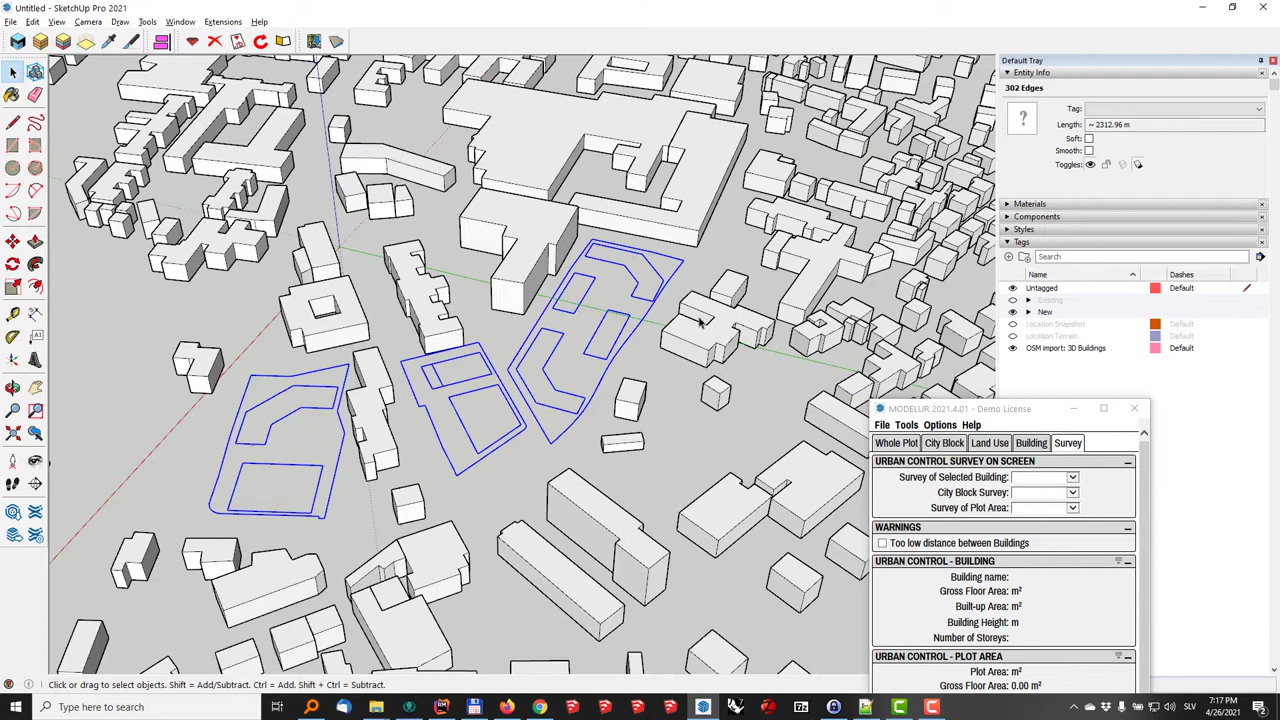 Untitled - SketchUp Pro 2021
File Edit View Camera Draw Tools Window Extensions Help
Default Tray
Entity Info
302 Edges
Tag:
Length: ~ 2312.96 m
Soft:
Smooth:
Toggles:
Materials
Components
Styles
Tags
Search
Name Dashes
Untagged Default
Existing
New
Location Snapshot Default
Location Terrain Default
OSM import: 3D Buildings Default
MODELUR 2021.4.01 - Demo License
File Tools Options Help
Whole Plot City Block Land Use Building Survey
URBAN CONTROL SURVEY ON SCREEN
Survey of Selected Building:
City Block Survey:
Survey of Plot Area:
WARNINGS
Too low distance between Buildings
URBAN CONTROL - BUILDING
Building name:
Gross Floor Area: m²
Built-up Area: m²
Building Height: m
Number of Storeys:
URBAN CONTROL - PLOT AREA
Plot Area: m²
Gross Floor Area: 0.00 m²
Click or drag to select objects. Shift = Add/Subtract. Ctrl = Add. Shift + Ctrl = Subtract.
Type here to search
SLV
7:17 PM
4/26/2021